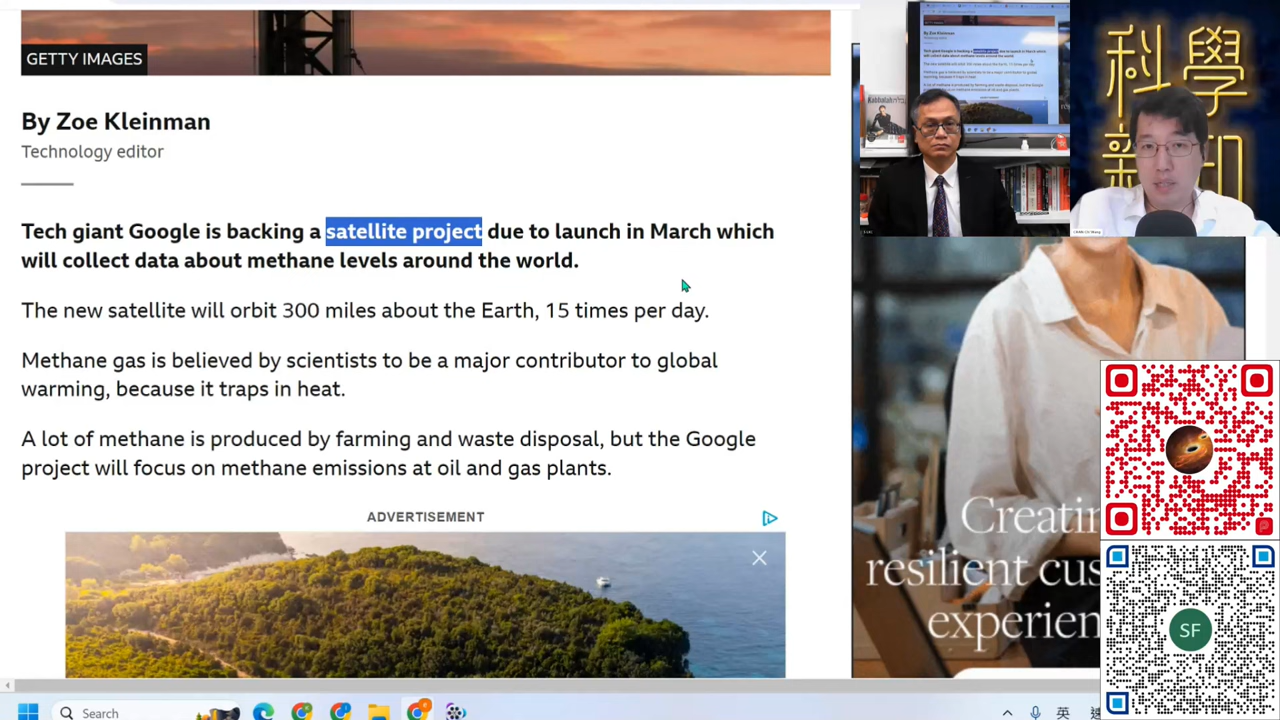 GETTY IMAGES
By Zoe Kleinman
Technology editor
Tech giant Google is backing a satellite project due to launch in March which
will collect data about methane levels around the world.
The new satellite will orbit 300 miles about the Earth, 15 times per day.
Methane gas is believed by scientists to be a major contributor to global
warming, because it traps in heat.
A lot of methane is produced by farming and waste disposal, but the Google
project will focus on methane emissions at oil and gas plants.
ADVERTISEMENT
Kabbalah
科學
新
Creatin
resilient cus
experien
SF
Search
英